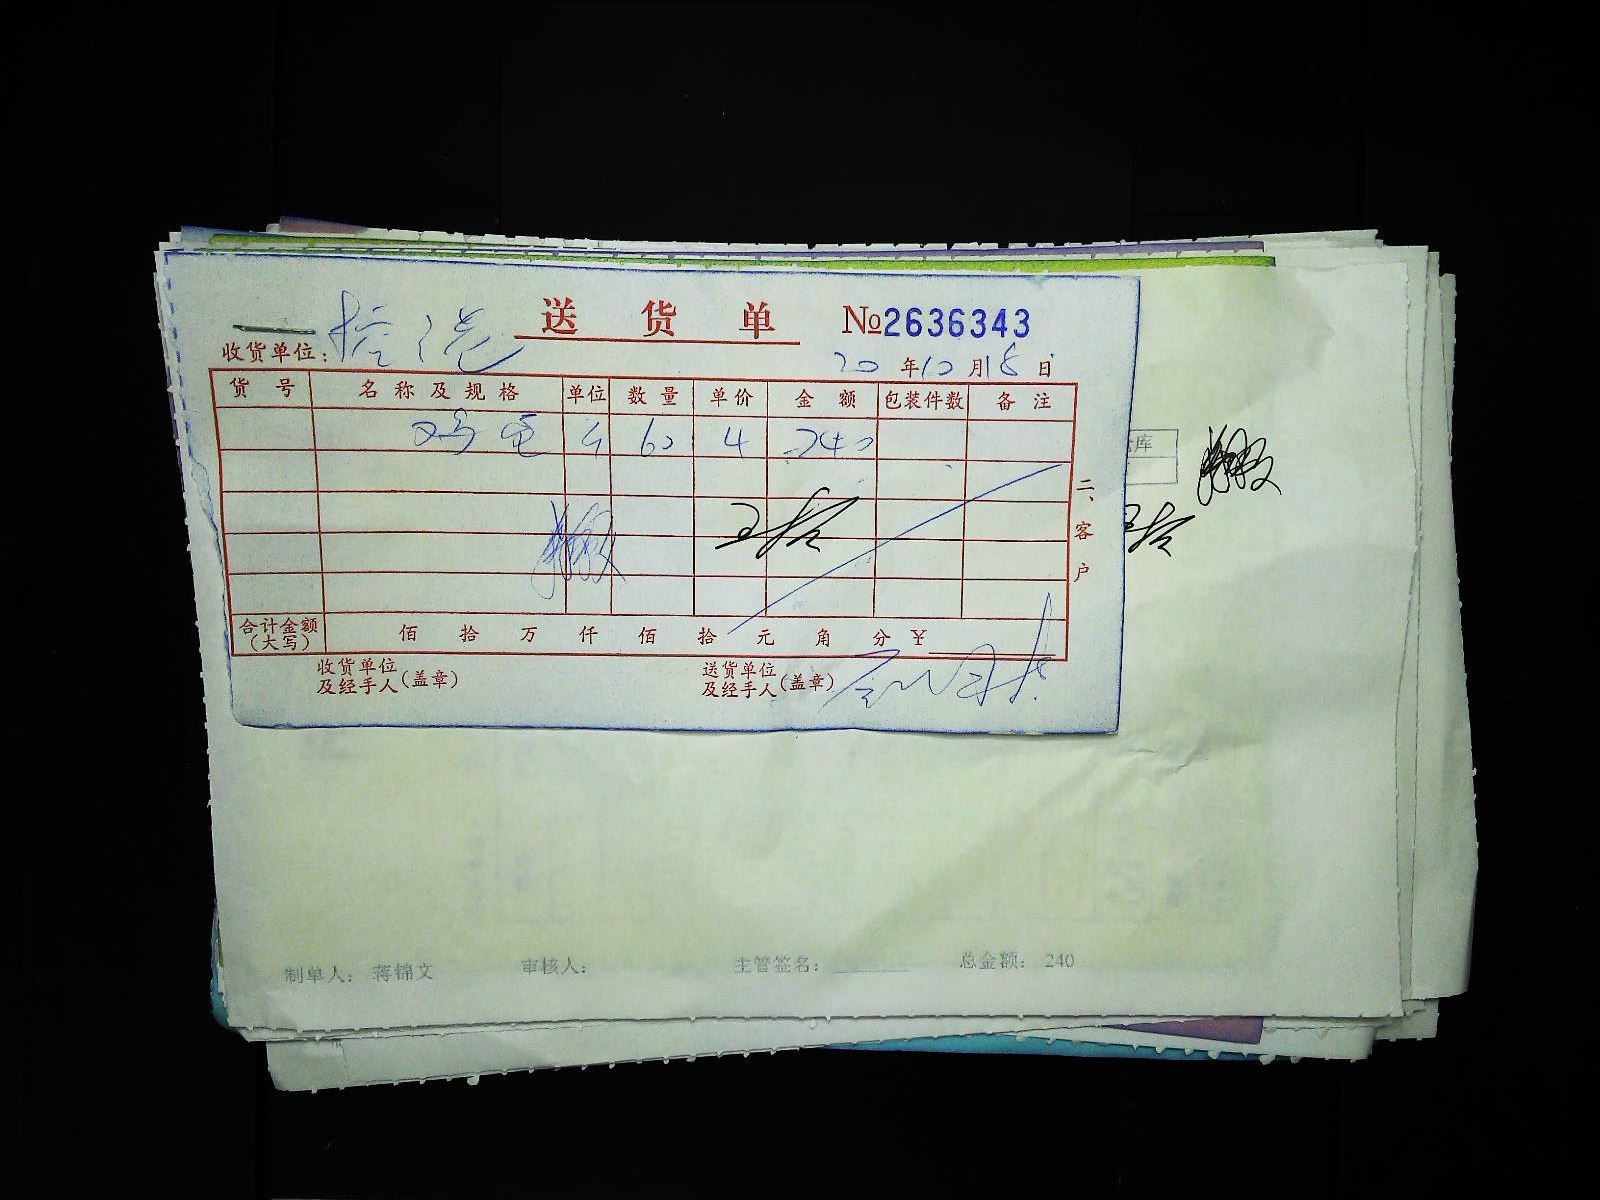 送 货 单 №2636343
收货单位:
20年10月18日
货 号 名 称 及 规 格 单位 数 量 单 价 金 额 包装件数 备 注
鸡蛋 斤 60 4 240
二、客户
库
王
合计金额(大写) 佰 拾 万 仟 佰 拾 元 角 分 ¥
收货单位及经手人(盖章) 送货单位及经手人(盖章)
制单人: 蒋锦文 审核人: 主管签名: 总金额: 240